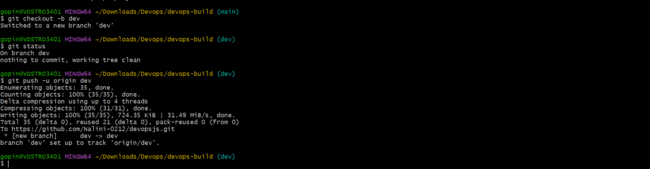 gopin@VOSTRO3401 MINGW64 ~/Downloads/Devops/devops-build (main)
$ git checkout -b dev
Switched to a new branch 'dev'
gopin@VOSTRO3401 MINGW64 ~/Downloads/Devops/devops-build (dev)
$ git status
On branch dev
nothing to commit, working tree clean
gopin@VOSTRO3401 MINGW64 ~/Downloads/Devops/devops-build (dev)
$ git push -u origin dev
Enumerating objects: 35, done.
Counting objects: 100% (35/35), done.
Delta compression using up to 4 threads
Compressing objects: 100% (31/31), done.
Writing objects: 100% (35/35), 724.35 KiB | 31.49 MiB/s, done.
Total 35 (delta 0), reused 21 (delta 0), pack-reused 0 (from 0)
To https://github.com/Nalini-0212/devopsjs.git
 * [new branch]      dev -> dev
branch 'dev' set up to track 'origin/dev'.
gopin@VOSTRO3401 MINGW64 ~/Downloads/Devops/devops-build (dev)
$